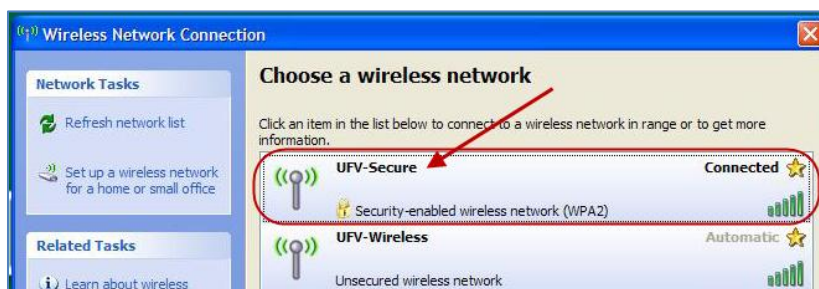 Wireless Network Connection
Network Tasks
Refresh network list
Set up a wireless network
for a home or small office
Related Tasks
Learn about wireless
Choose a wireless network
Click an item in the list below to connect to a wireless network in range or to get more
information.
UFV-Secure Connected
Security-enabled wireless network (WPA2)
UFV-Wireless Automatic
Unsecured wireless network